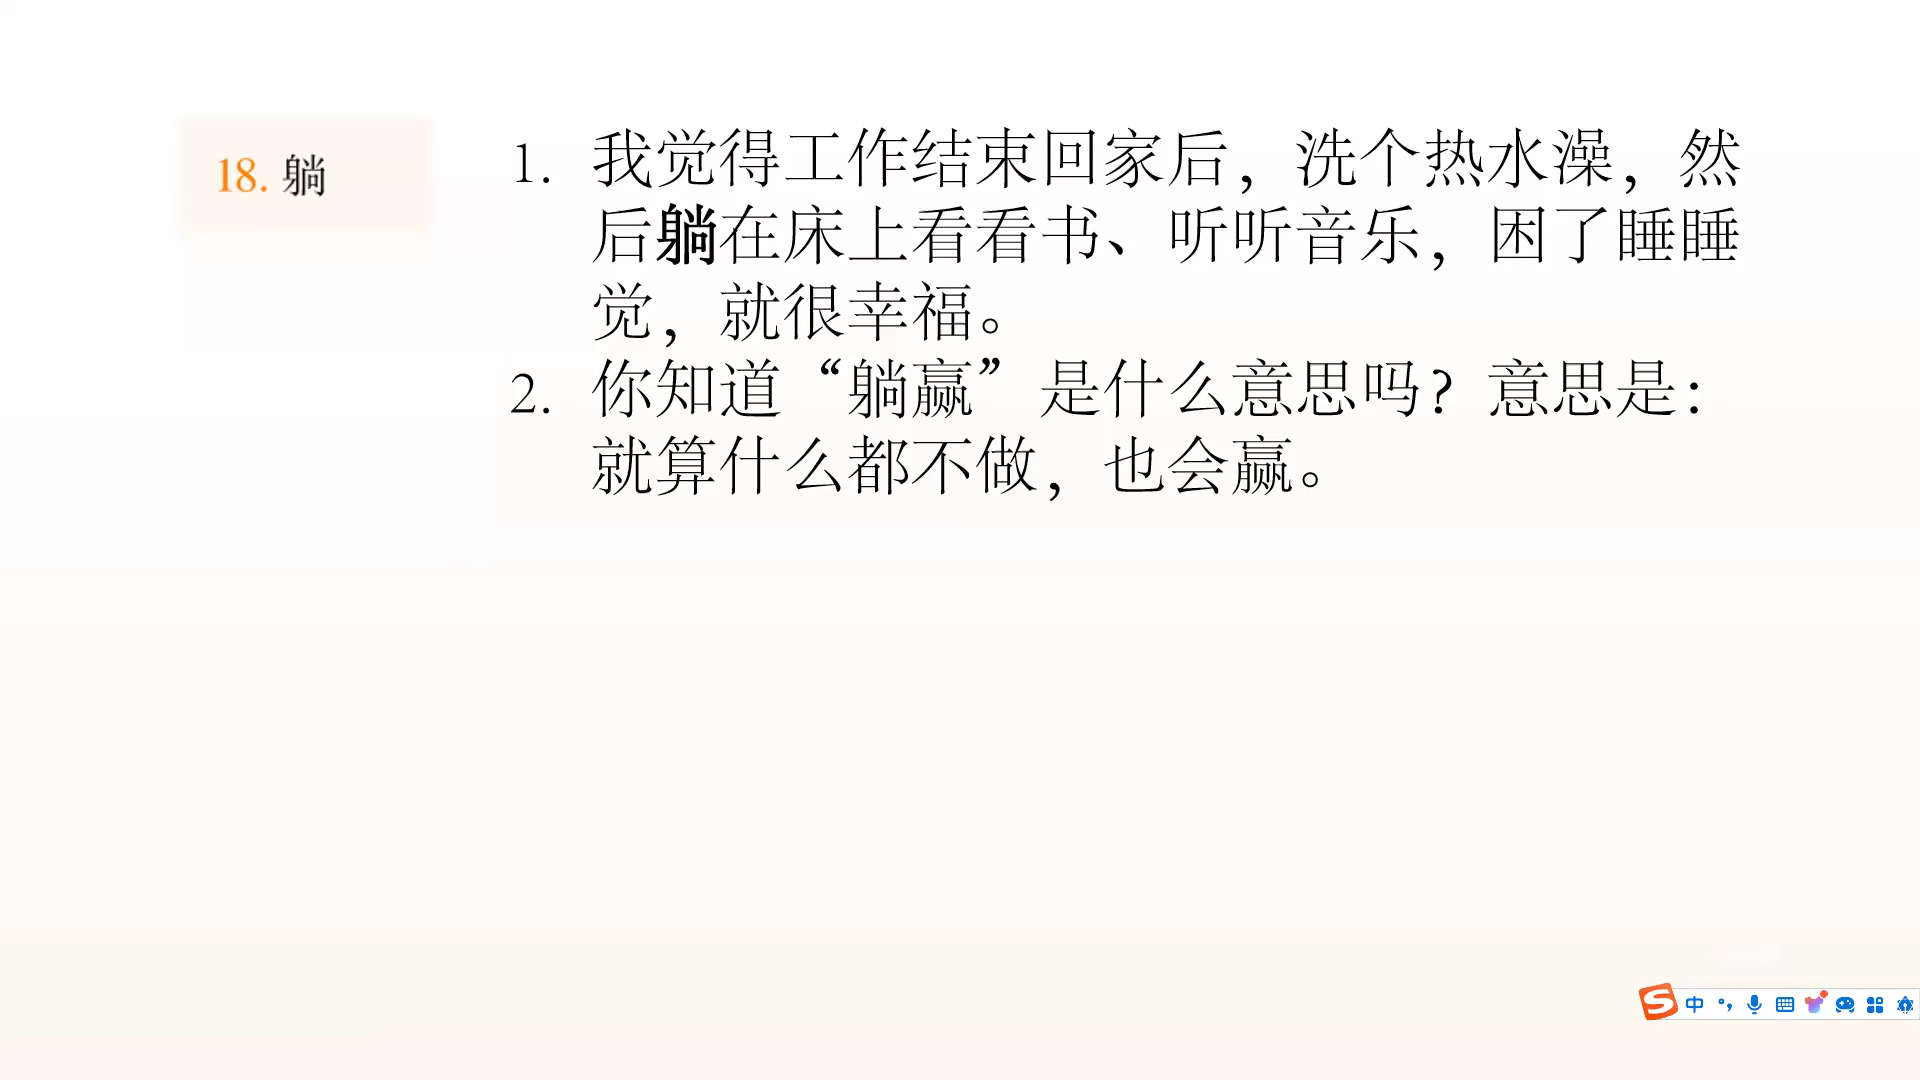 18. 躺
1. 我觉得工作结束回家后，洗个热水澡，然
后躺在床上看看书、听听音乐，困了睡睡
觉，就很幸福。
2. 你知道“躺赢”是什么意思吗？意思是：
就算什么都不做，也会赢。
S 中